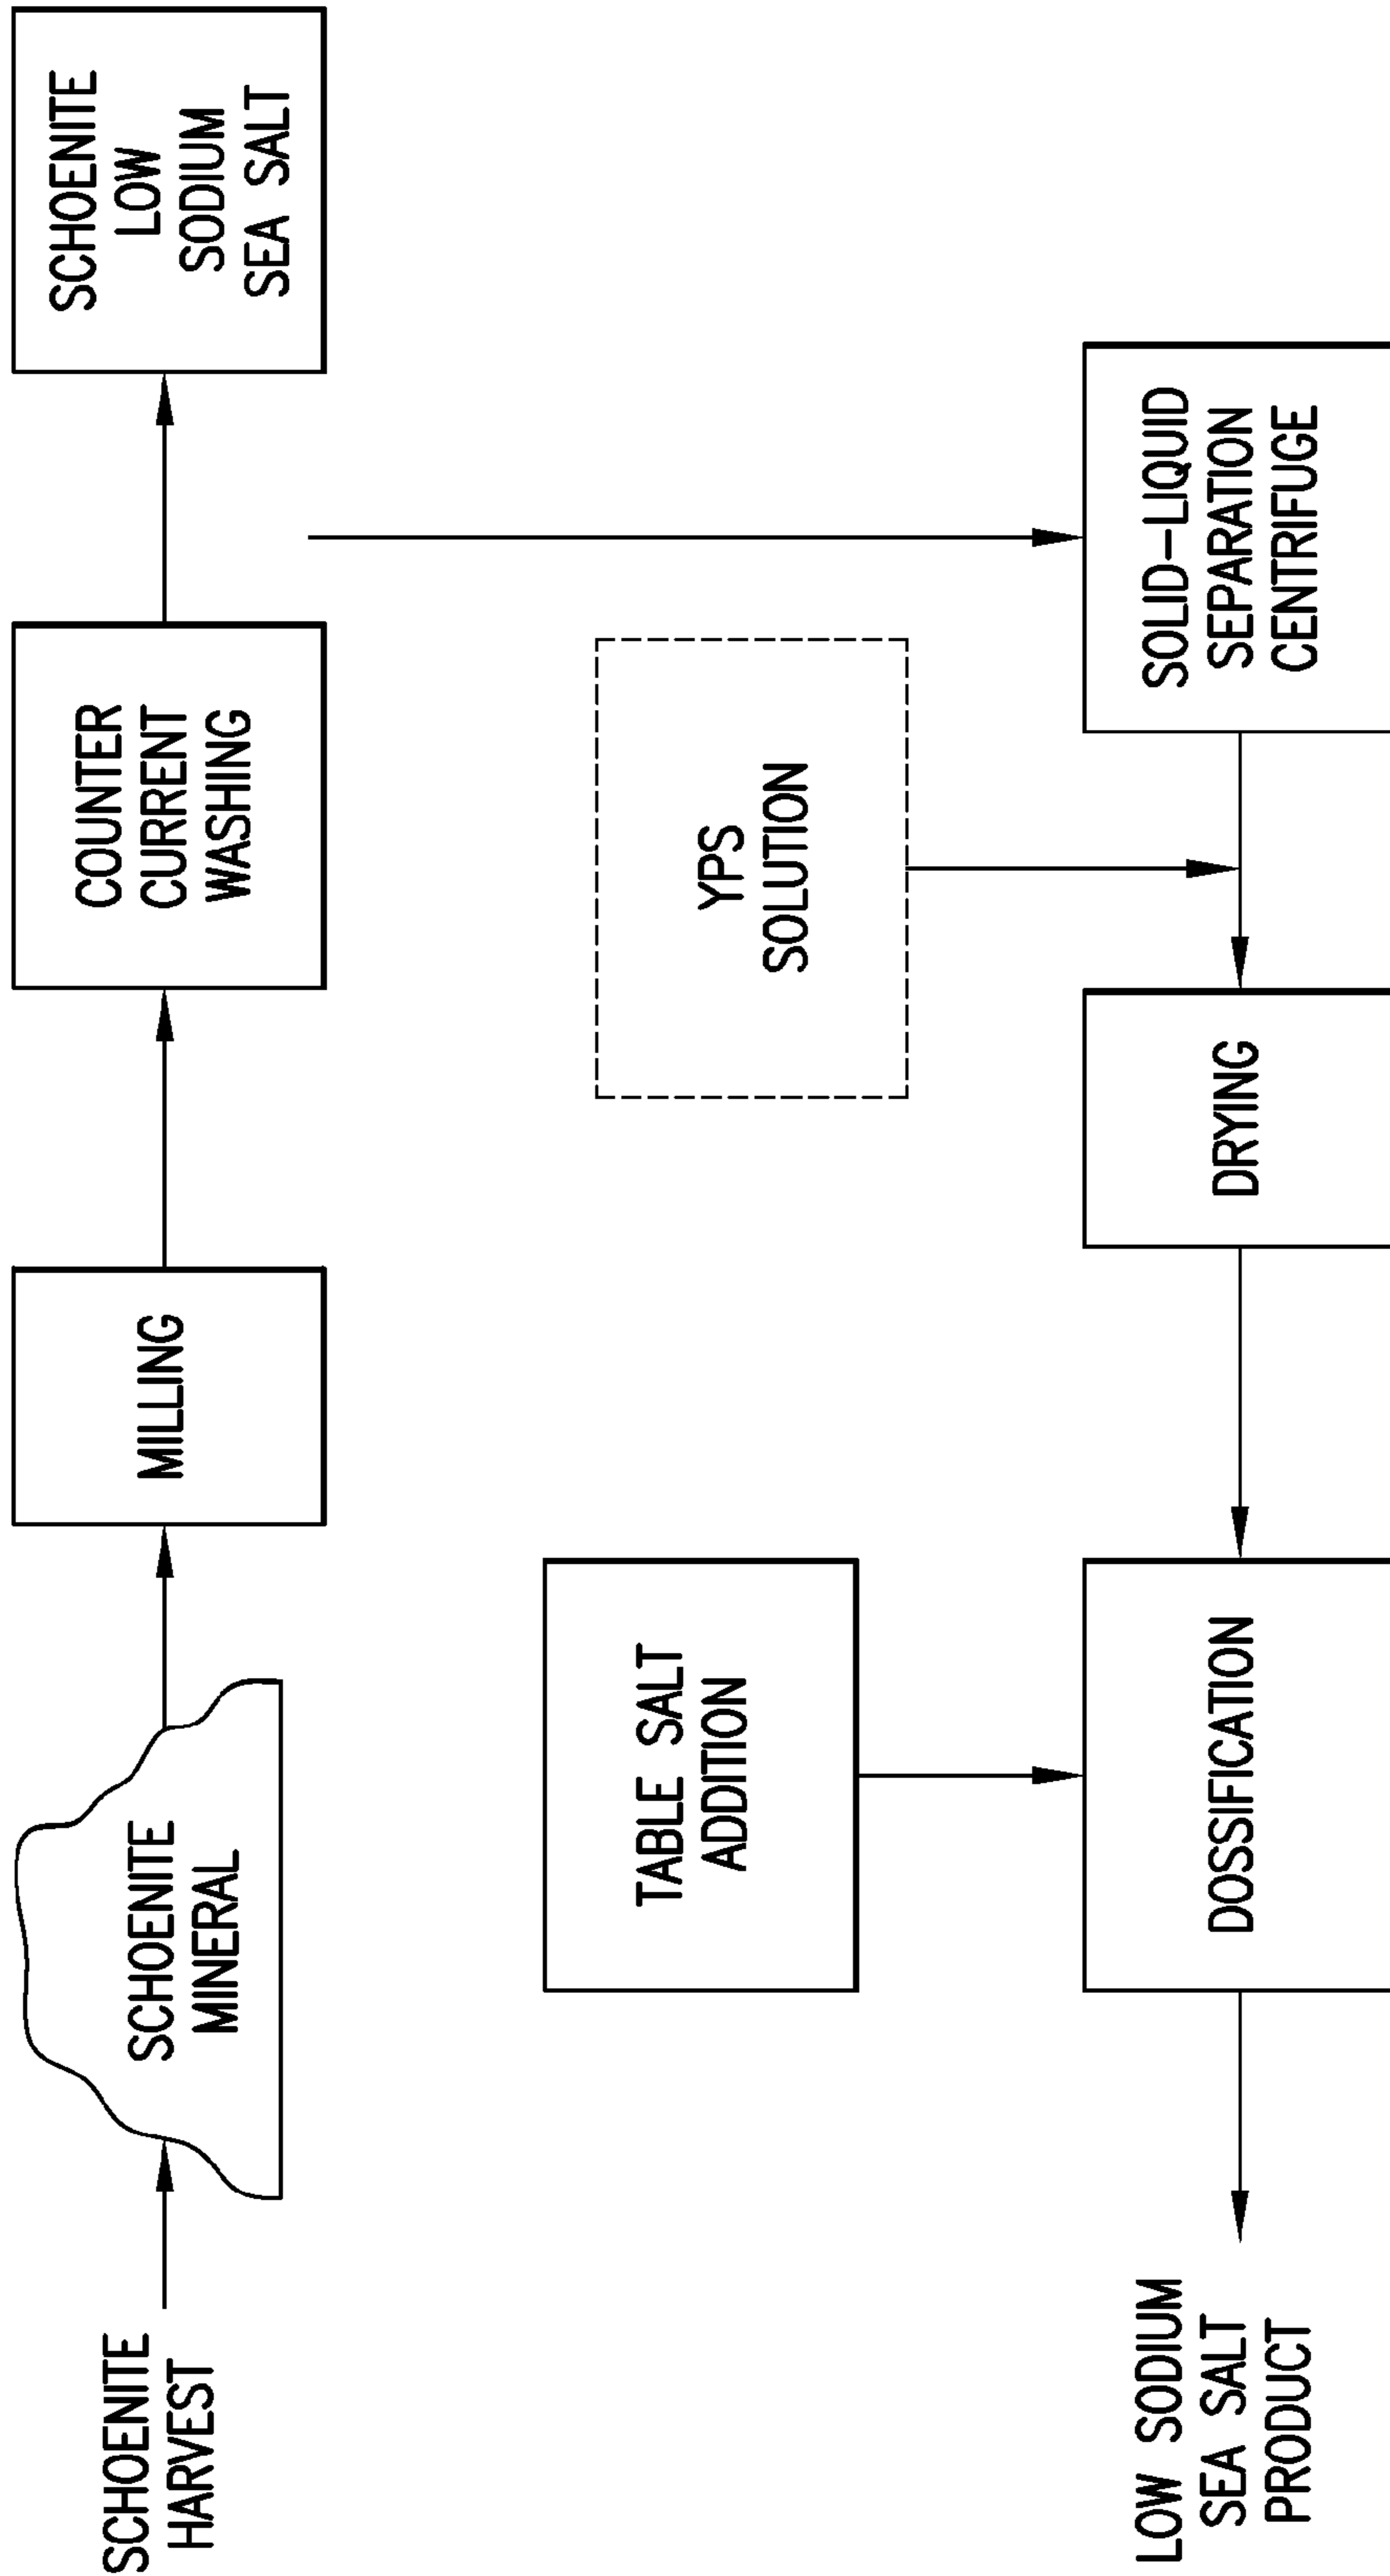 SCHOENITE
HARVEST
SCHOENITE
MINERAL
MILLING
COUNTER
CURRENT
WASHING
SCHOENITE
LOW
SODIUM
SEA SALT
TABLE SALT
ADDITION
YPS
SOLUTION
LOW SODIUM
SEA SALT
PRODUCT
DOSSIFICATION
DRYING
SOLID-LIQUID
SEPARATION
CENTRIFUGE